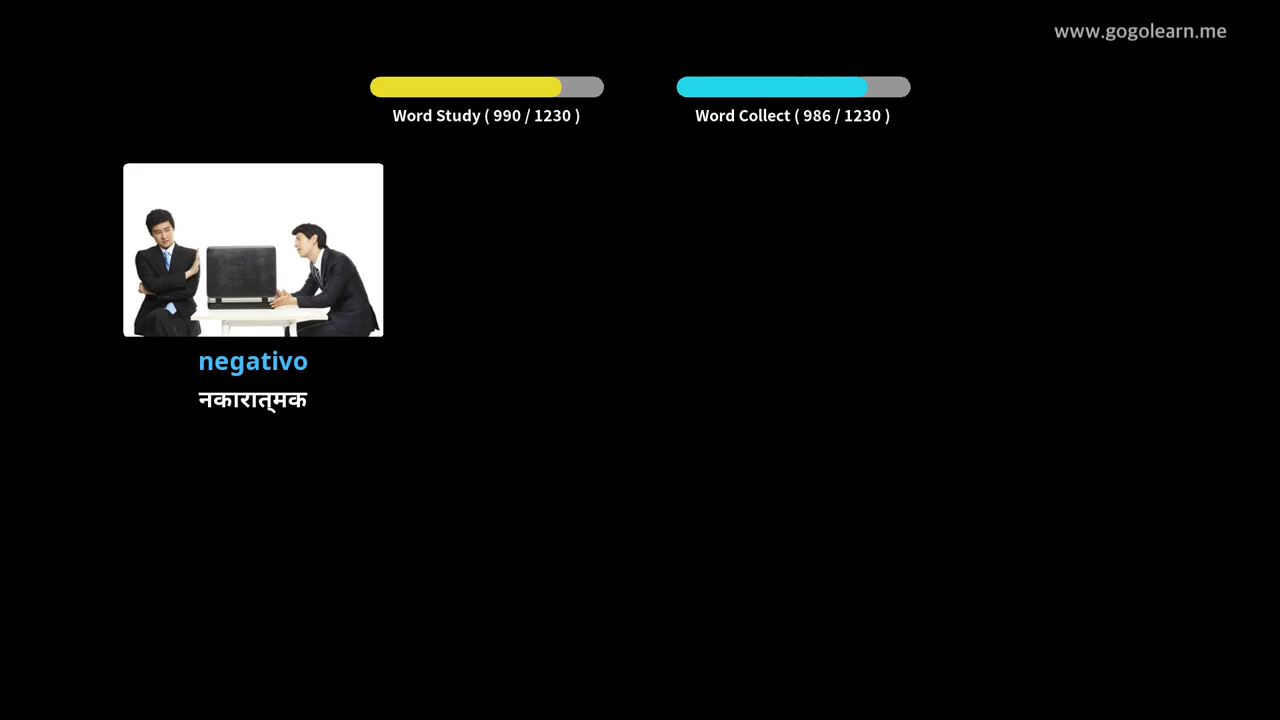 www.gogolearn.me
Word Study ( 990 / 1230 )
Word Collect ( 986 / 1230 )
negativo
नकारात्मक